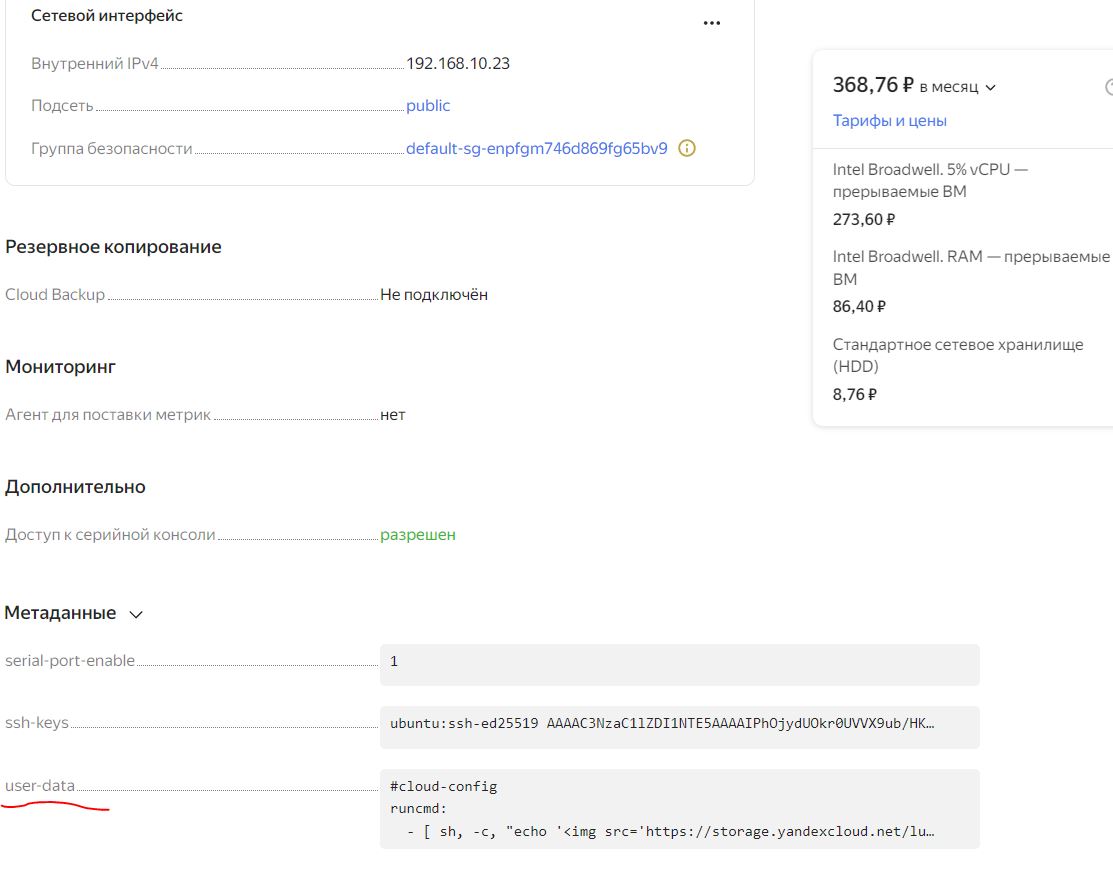 Сетевой интерфейс
Внутренний IPv4 192.168.10.23
Подсеть public
Группа безопасности default-sg-enpfgm746d869fg65bv9
368,76 ₽ в месяц
Тарифы и цены
Intel Broadwell. 5% vCPU —
прерываемые ВМ
273,60 ₽
Intel Broadwell. RAM — прерываемые
ВМ
86,40 ₽
Стандартное сетевое хранилище
(HDD)
8,76 ₽
Резервное копирование
Cloud Backup Не подключён
Мониторинг
Агент для поставки метрик нет
Дополнительно
Доступ к серийной консоли разрешен
Метаданные
serial-port-enable 1
ssh-keys ubuntu:ssh-ed25519 AAAAC3NzaC1lZDI1NTE5AAAAIPhOjydUOkr0UVVX9ub/HK…
user-data #cloud-config
runcmd:
- [ sh, -c, "echo '<img src='https://storage.yandexcloud.net/lu…